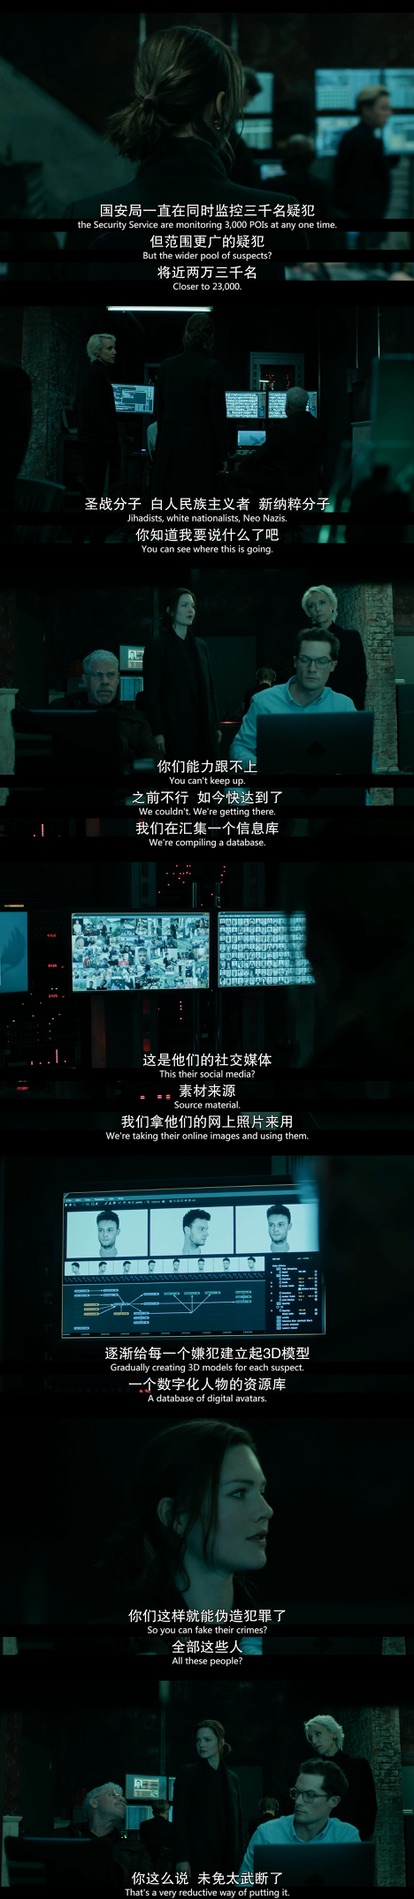 国安局一直在同时监控三千名疑犯
the Security Service are monitoring 3,000 POIs at any one time.
但范围更广的疑犯
But the wider pool of suspects?
将近两万三千名
Closer to 23,000.
圣战分子 白人民族主义者 新纳粹分子
Jihadists, white nationalists, Neo Nazis.
你知道我要说什么了吧
You can see where this is going.
你们能力跟不上
You can't keep up.
之前不行 如今快达到了
We couldn't. We're getting there.
我们在汇集一个信息库
We're compiling a database.
这是他们的社交媒体
This their social media?
素材来源
Source material.
我们拿他们的网上照片来用
We're taking their online images and using them.
逐渐给每一个嫌犯建立起3D模型
Gradually creating 3D models for each suspect.
一个数字化人物的资源库
A database of digital avatars.
你们这样就能伪造犯罪了
So you can fake their crimes?
全部这些人
All these people?
你这么说 未免太武断了
That's a very reductive way of putting it.